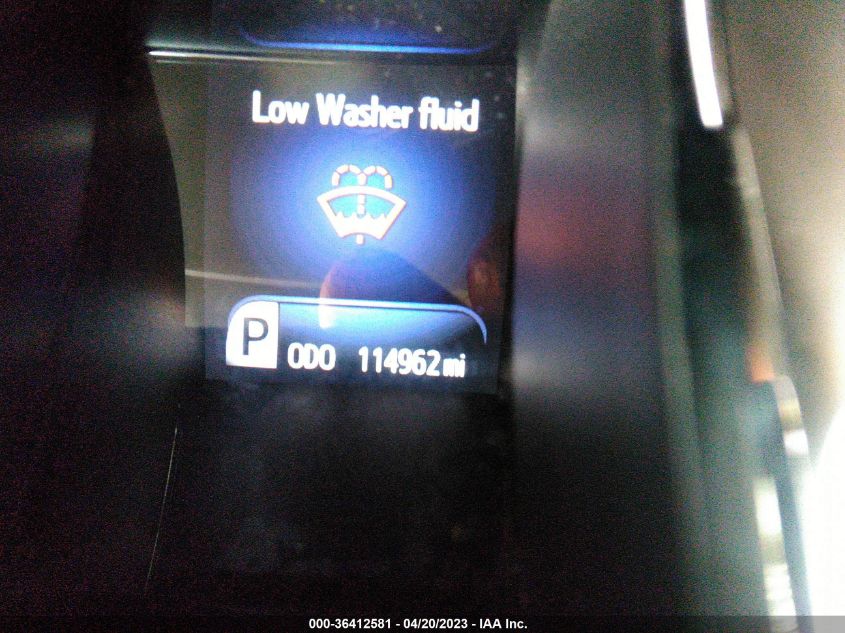 Low Washer fluid
P
ODO 114962 mi
000-36412581 - 04/20/2023 - IAA Inc.